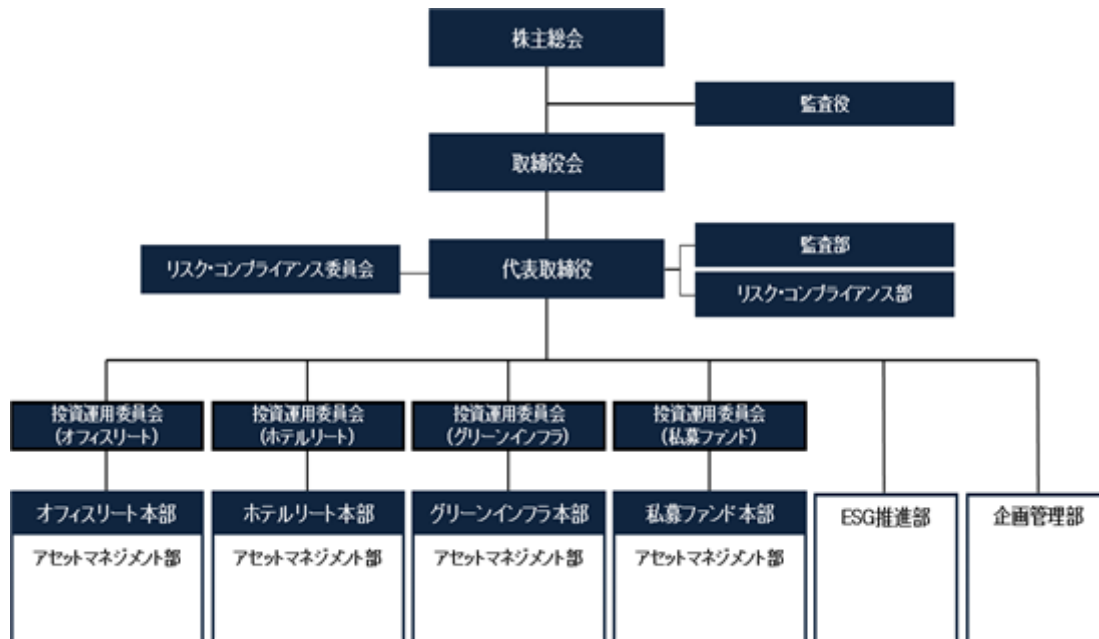 株主総会
監査役
取締役会
リスク・コンプライアンス委員会
代表取締役
監査部
リスク・コンプライアンス部
投資運用委員会
(オフィスリート)
投資運用委員会
(ホテルリート)
投資運用委員会
(グリーンインフラ)
投資運用委員会
(私募ファンド)
オフィスリート本部
アセットマネジメント部
ホテルリート本部
アセットマネジメント部
グリーンインフラ本部
アセットマネジメント部
私募ファンド本部
アセットマネジメント部
ESG推進部
企画管理部